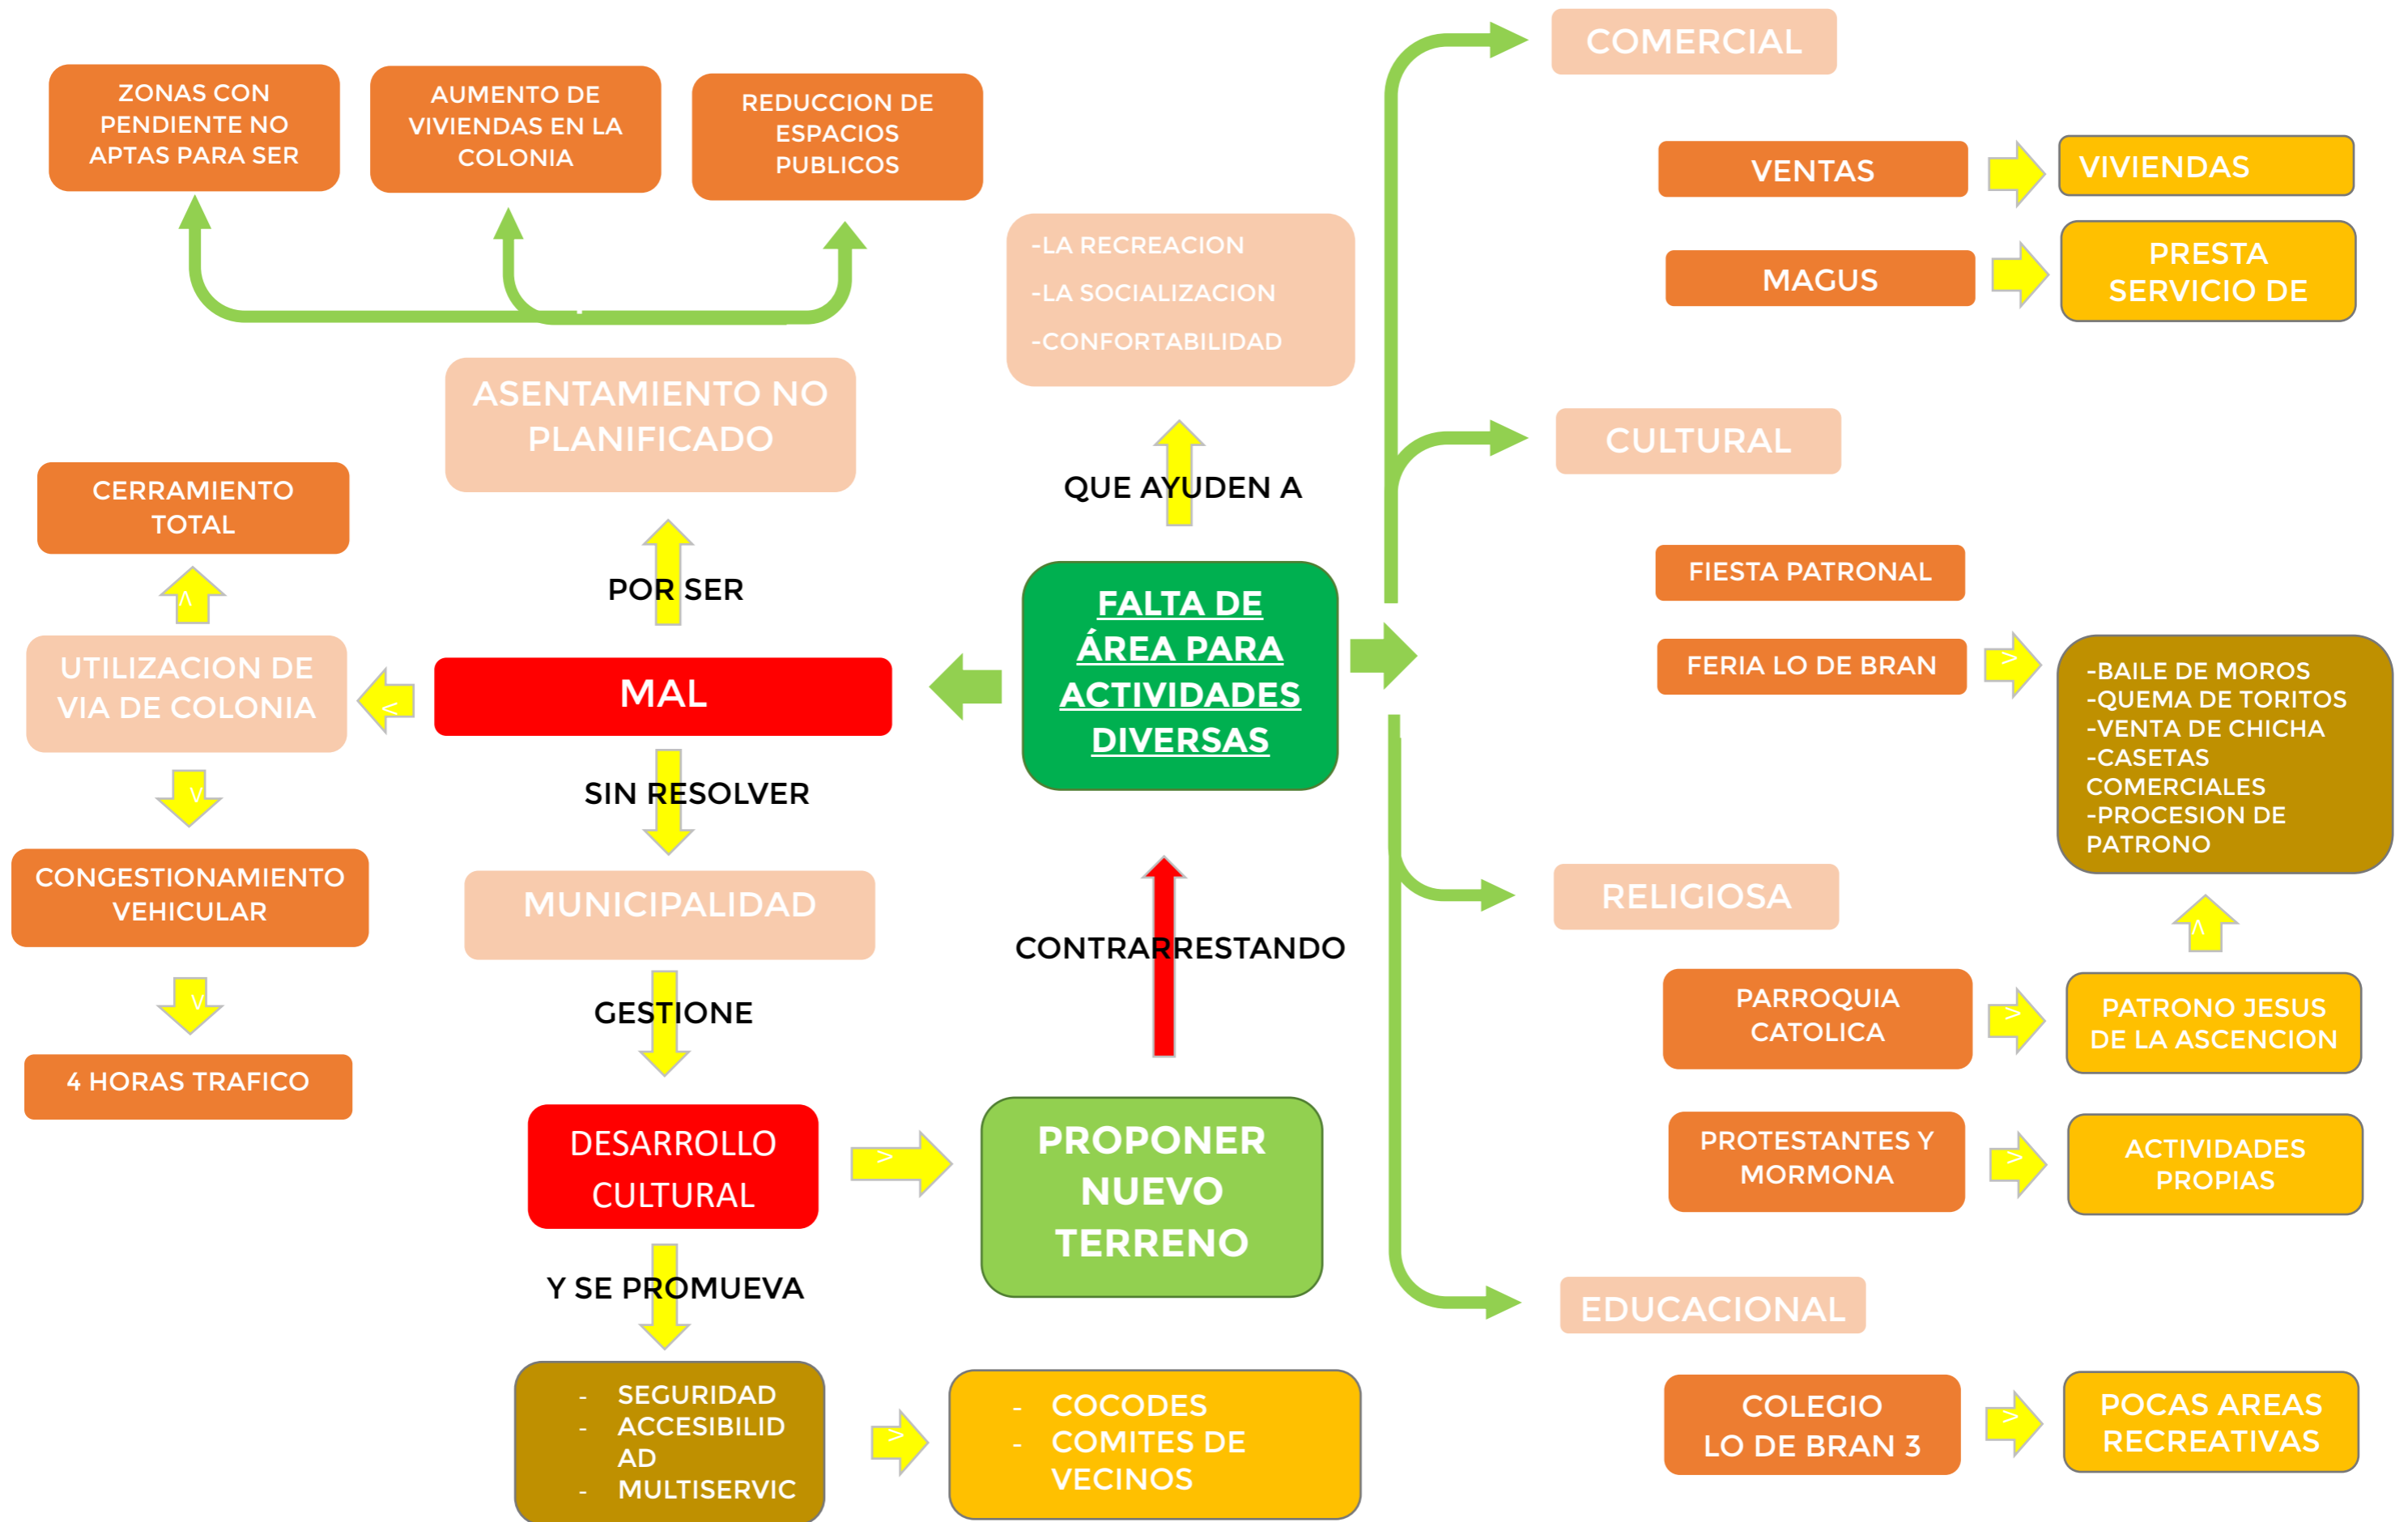 ZONAS CON
PENDIENTE NO
APTAS PARA SER
AUMENTO DE
VIVIENDAS EN LA
COLONIA
REDUCCION DE
ESPACIOS
PUBLICOS
-LA RECREACION
-LA SOCIALIZACION
-CONFORTABILIDAD
ASENTAMIENTO NO
PLANIFICADO
QUE AYUDEN A
CERRAMIENTO
TOTAL
POR SER
UTILIZACION DE
VIA DE COLONIA
MAL
FALTA DE
ÁREA PARA
ACTIVIDADES
DIVERSAS
SIN RESOLVER
CONGESTIONAMIENTO
VEHICULAR
MUNICIPALIDAD
CONTRARRESTANDO
GESTIONE
4 HORAS TRAFICO
DESARROLLO
CULTURAL
PROPONER
NUEVO
TERRENO
Y SE PROMUEVA
- SEGURIDAD
- ACCESIBILID
AD
- MULTISERVIC
- COCODES
- COMITES DE
VECINOS
COMERCIAL
VENTAS
VIVIENDAS
MAGUS
PRESTA
SERVICIO DE
CULTURAL
FIESTA PATRONAL
FERIA LO DE BRAN
-BAILE DE MOROS
-QUEMA DE TORITOS
-VENTA DE CHICHA
-CASETAS
COMERCIALES
-PROCESION DE
PATRONO
RELIGIOSA
PARROQUIA
CATOLICA
PATRONO JESUS
DE LA ASCENCION
PROTESTANTES Y
MORMONA
ACTIVIDADES
PROPIAS
EDUCACIONAL
COLEGIO
LO DE BRAN 3
POCAS AREAS
RECREATIVAS